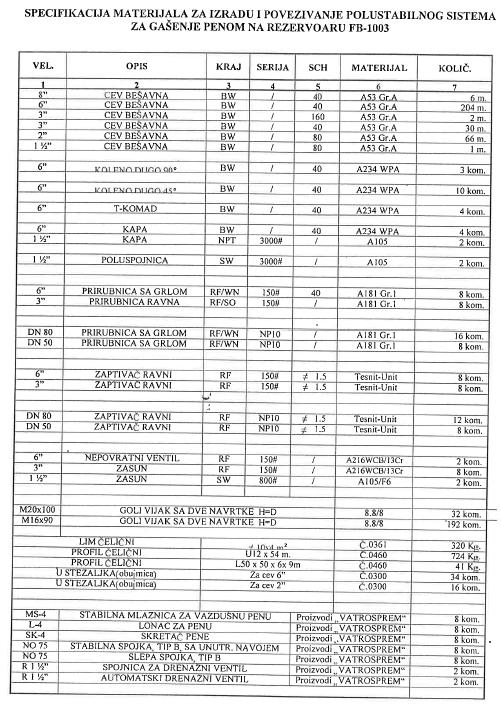 SPECIFIKACIJA MATERIJALA ZA IZRADU I POVEZIVANJE POLUSTABILNOG SISTEMA
ZA GAŠENJE PENOM NA REZERVOARU FB-1003
VEL. OPIS KRAJ SERIJA SCH MATERIJAL KOLIČ.
1 2 3 4 5 6 7
8" CEV BEŠAVNA BW / 40 A53 Gr.A 6 m.
6" CEV BEŠAVNA BW / 40 A53 Gr.A 204 m.
3" CEV BEŠAVNA BW / 160 A53 Gr.A 2 m.
3" CEV BEŠAVNA BW / 40 A53 Gr.A 30 m.
2" CEV BEŠAVNA BW / 80 A53 Gr.A 66 m.
1 ½" CEV BEŠAVNA BW / 80 A53 Gr.A 1 m.
6" KOLENO DUGO 90° BW / 40 A234 WPA 3 kom.
6" KOLENO DUGO 45° BW / 40 A234 WPA 10 kom.
6" T-KOMAD BW / 40 A234 WPA 4 kom.
6" KAPA BW / 40 A234 WPA 4 kom.
1 ½" KAPA NPT 3000# / A105 2 kom.
1 ½" POLUSPOJNICA SW 3000# / A105 2 kom.
6" PRIRUBNICA SA GRLOM RF/WN 150# 40 A181 Gr.1 8 kom.
3" PRIRUBNICA RAVNA RF/SO 150# / A181 Gr.1 8 kom.
DN 80 PRIRUBNICA SA GRLOM RF/WN NP10 / A181 Gr.1 16 kom.
DN 50 PRIRUBNICA SA GRLOM RF/WN NP10 / A181 Gr.1 8 kom.
6" ZAPTIVAČ RAVNI RF 150# ≠ 1.5 Tesnit-Unit 8 kom.
3" ZAPTIVAČ RAVNI RF 150# ≠ 1.5 Tesnit-Unit 8 kom.
DN 80 ZAPTIVAČ RAVNI RF NP10 ≠ 1.5 Tesnit-Unit 12 kom.
DN 50 ZAPTIVAČ RAVNI RF NP10 ≠ 1.5 Tesnit-Unit 8 kom.
6" NEPOVRATNI VENTIL RF 150# / A216WCB/13Cr 2 kom.
3" ZASUN RF 150# / A216WCB/13Cr 8 kom.
1 ½" ZASUN SW 800# / A105/F6 2 kom.
M20x100 GOLI VIJAK SA DVE NAVRTKE H=D 8.8/8 32 kom.
M16x90 GOLI VIJAK SA DVE NAVRTKE H=D 8.8/8 192 kom.
LIM ČELIČNI m² Č.0361 320 Kg.
PROFIL ČELIČNI U12 x 54 m. Č.0460 724 Kg.
PROFIL ČELIČNI L50 x 50 x 6x 9m Č.0460 41 Kg.
U STEZALJKA(obujmica) Za cev 6" Č.0300 34 kom.
U STEZALJKA(obujmica) Za cev 2" Č.0300 16 kom.
MS-4 STABILNA MLAZNICA ZA VAZDUŠNU PENU Proizvodi „VATROSPREM" 8 kom.
L-4 LONAC ZA PENU Proizvodi „VATROSPREM" 8 kom.
SK-4 SKRETAČ PENE Proizvodi „VATROSPREM" 8 kom.
NO 75 STABILNA SPOJKA, TIP B, SA UNUTR. NAVOJEM Proizvodi „VATROSPREM" 8 kom.
NO 75 SLEPA SPOJKA, TIP B Proizvodi „VATROSPREM" 8 kom.
R 1 ½" SPOJNICA ZA DRENAŽNI VENTIL Proizvodi „VATROSPREM" 2 kom.
R 1 ½" AUTOMATSKI DRENAŽNI VENTIL Proizvodi „VATROSPREM" 2 kom.